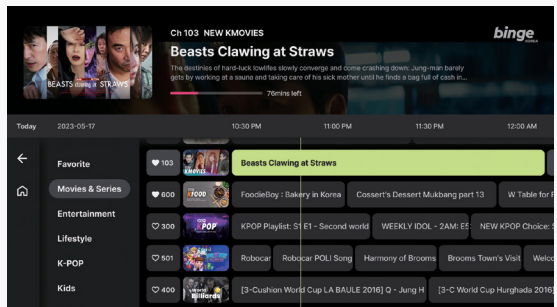 Ch 103 NEW KMOVIES
binge
KOREA
Beasts Clawing at Straws
The destinies of hard-luck lowlifes slowly converge and come crashing down: Jung-man barely
gets by working at a sauna and taking care of his sick mother until he finds a bag full of cash in...
BEASTS clawing at STRAWS
76mins left
Today 2023-05-17 10:30 PM 11:00 PM 11:30 PM 12:00 AM
Favorite
103 KMOVIES Beasts Clawing at Straws
Movies & Series
600 KFOOD FoodieBoy : Bakery in Korea Cossert's Dessert Mukbang part 13 W Table for
Entertainment
300 KPOP KPOP Playlist: S1 E1 - Second world WEEKLY IDOL - 2AM: E NEW KPOP Choice:
Lifestyle
K-POP
501 Robocar Robocar POLI Song Harmony of Brooms Brooms Town's Visit Welco
Kids
400 Billiards [3-Cushion World Cup LA BAULE 2016] Q - Jung H [3-C World Cup Hurghada 2016]